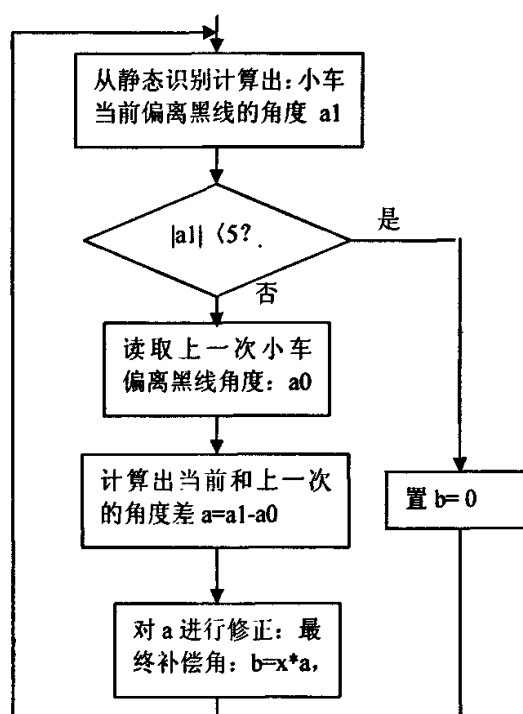 从静态识别计算出：小车
当前偏离黑线的角度 a1
|a1|〈5?
是
否
读取上一次小车
偏离黑线角度：a0
计算出当前和上一次
的角度差 a=a1-a0
置 b= 0
对 a 进行修正：最
终补偿角：b=x*a,